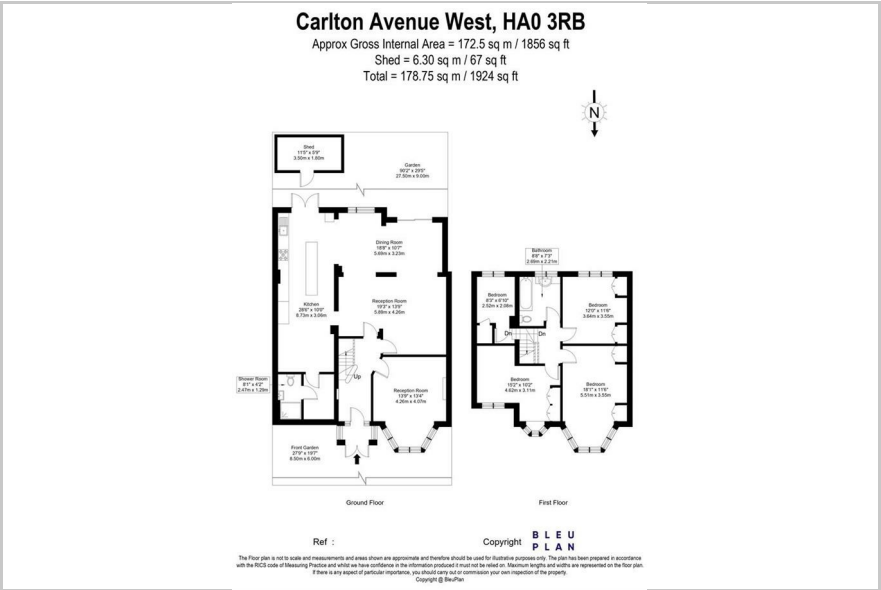 Carlton Avenue West, HA0 3RB
Approx Gross Internal Area = 172.5 sq m / 1856 sq ft
Shed = 6.30 sq m / 67 sq ft
Total = 178.75 sq m / 1924 sq ft
N
Shed
11'5" x 5'9"
3.50m x 1.80m
Garden
90'2" x 29'5"
27.50m x 9.00m
Dining Room
18'8" x 10'7"
5.69m x 3.23m
Reception Room
19'3" x 13'9"
5.89m x 4.26m
Kitchen
28'6" x 10'0"
8.73m x 3.06m
Shower Room
8'1" x 4'2"
2.47m x 1.29m
Up
Reception Room
13'9" x 13'4"
4.26m x 4.07m
Front Garden
27'9" x 19'7"
8.50m x 6.00m
Ground Floor
Bathroom
8'8" x 7'3"
2.69m x 2.21m
Bedroom
8'3" x 6'10"
2.52m x 2.08m
Dn
Dn
Bedroom
12'0" x 11'8"
3.64m x 3.55m
Bedroom
15'2" x 10'2"
4.62m x 3.11m
Bedroom
18'1" x 11'8"
5.51m x 3.55m
First Floor
Ref :
Copyright
BLEU
PLAN
The Floor plan is not to scale and measurements and areas shown are approximate and therefore should be used for illustrative purposes only. The plan has been prepared in accordance
with the RICS code of Measuring Practice and whilst we have confidence in the information produced it must not be relied on. Maximum lengths and widths are represented on the floor plan.
If there is any aspect of particular importance, you should carry out or commission your own inspection of the property.
Copyright @ BleuPlan